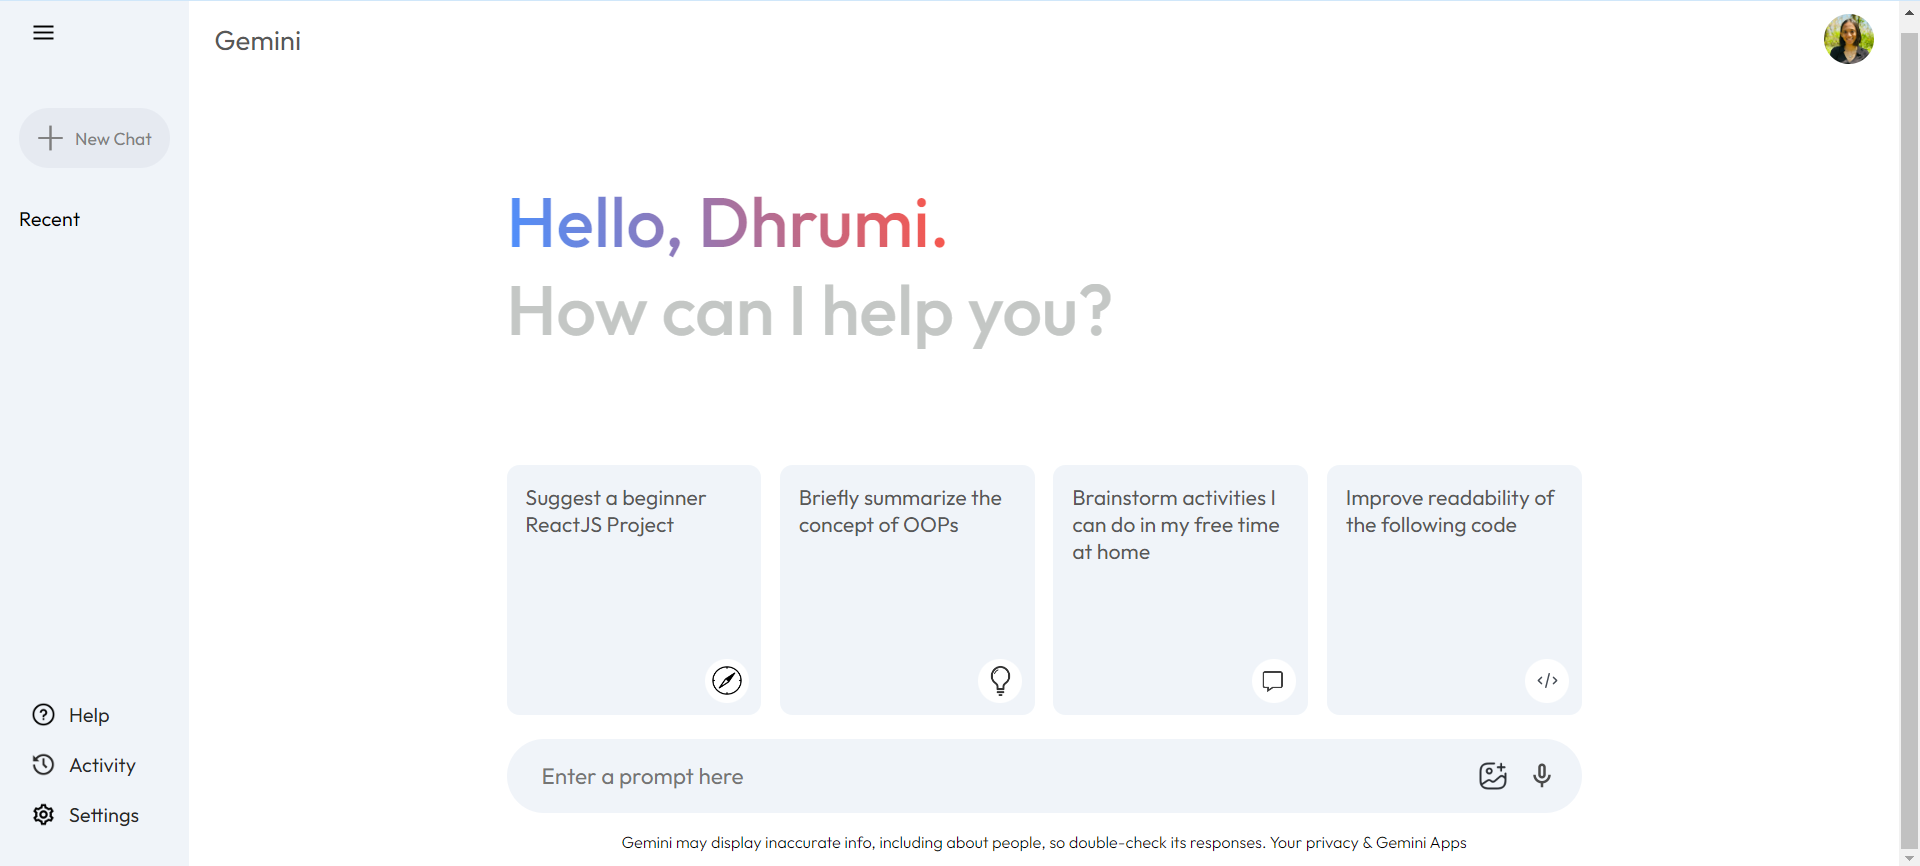 Gemini
New Chat
Recent
Hello, Dhrumi.
How can I help you?
Suggest a beginner
ReactJS Project
Briefly summarize the
concept of OOPs
Brainstorm activities I
can do in my free time
at home
Improve readability of
the following code
</>
Enter a prompt here
Help
Activity
Settings
Gemini may display inaccurate info, including about people, so double-check its responses. Your privacy & Gemini Apps